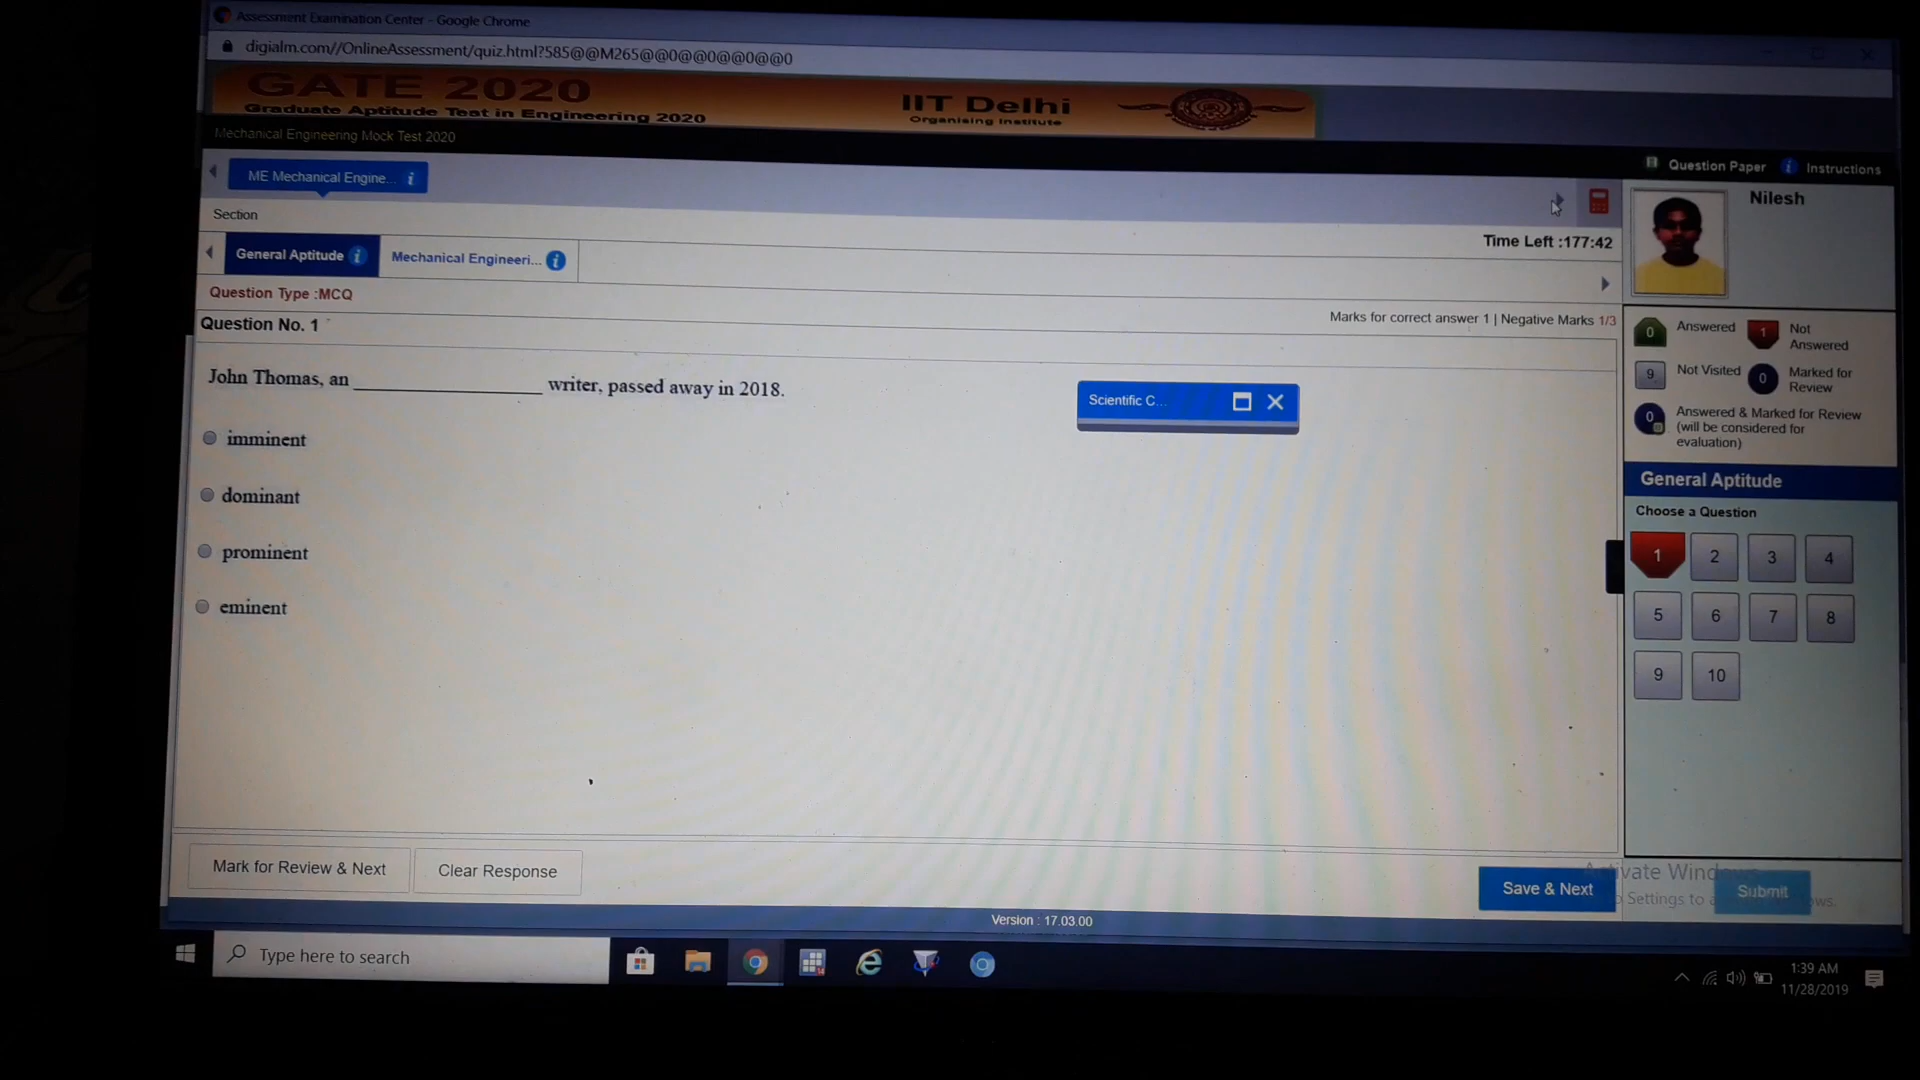 Assessment Examination Center - Google Chrome
digialm.com//OnlineAssessment/quiz.html?585@@M265@@0@@0@@0@@0
GATE 2020
Graduate Aptitude Test in Engineering 2020
IIT Delhi
Organising Institute
Mechanical Engineering Mock Test 2020
Question Paper i Instructions
ME Mechanical Engine... i
Nilesh
Section
Time Left :177:42
General Aptitude i
Mechanical Engineeri... i
Question Type :MCQ
Marks for correct answer 1 | Negative Marks 1/3
Question No. 1
0 Answered
1 Not Answered
9 Not Visited
0 Marked for Review
0 Answered & Marked for Review (will be considered for evaluation)
John Thomas, an ____________________ writer, passed away in 2018.
Scientific C...
imminent
dominant
prominent
eminent
General Aptitude
Choose a Question
1 2 3 4
5 6 7 8
9 10
Mark for Review & Next
Clear Response
Save & Next
Submit
Activate Windows
Settings to
Version : 17.03.00
Type here to search
1:39 AM
11/28/2019